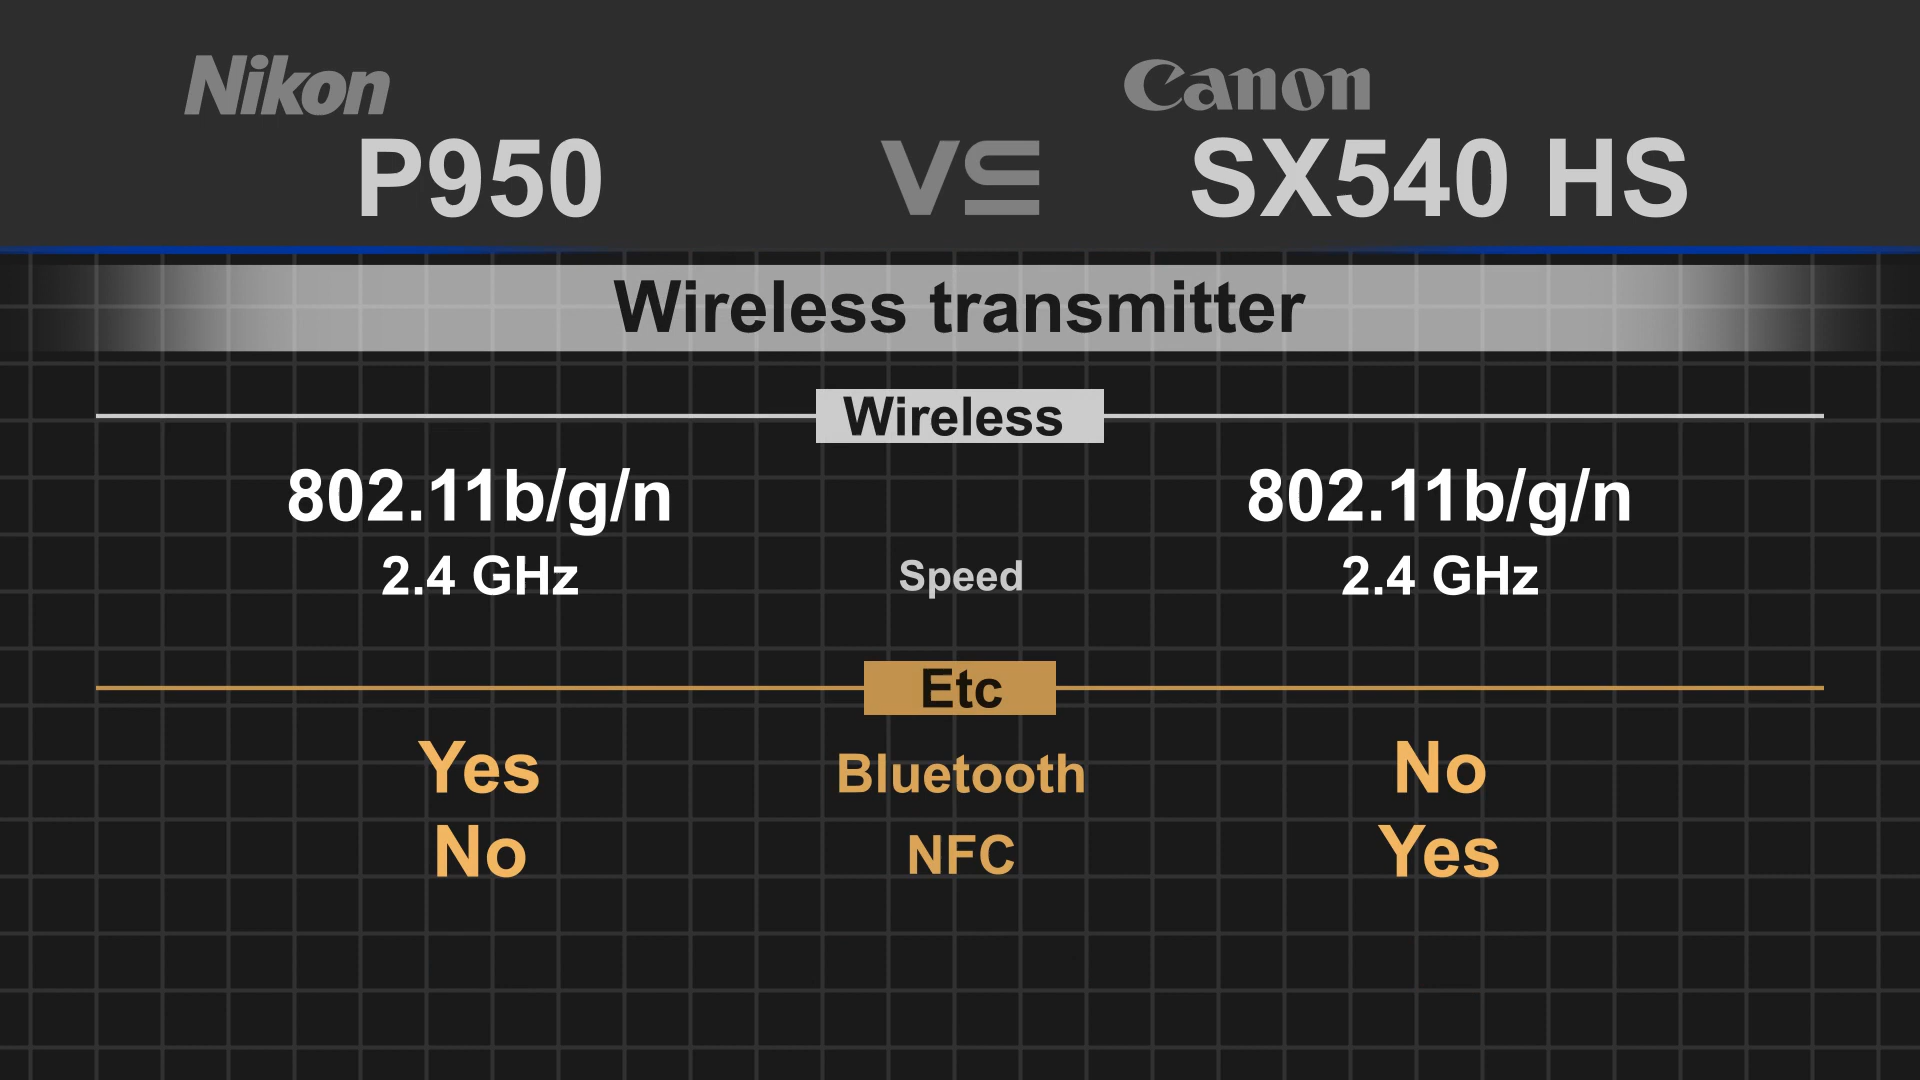 Nikon
Canon
P950
VS
SX540 HS
Wireless transmitter
Wireless
802.11b/g/n
802.11b/g/n
2.4 GHz
Speed
2.4 GHz
Etc
Yes
Bluetooth
No
No
NFC
Yes